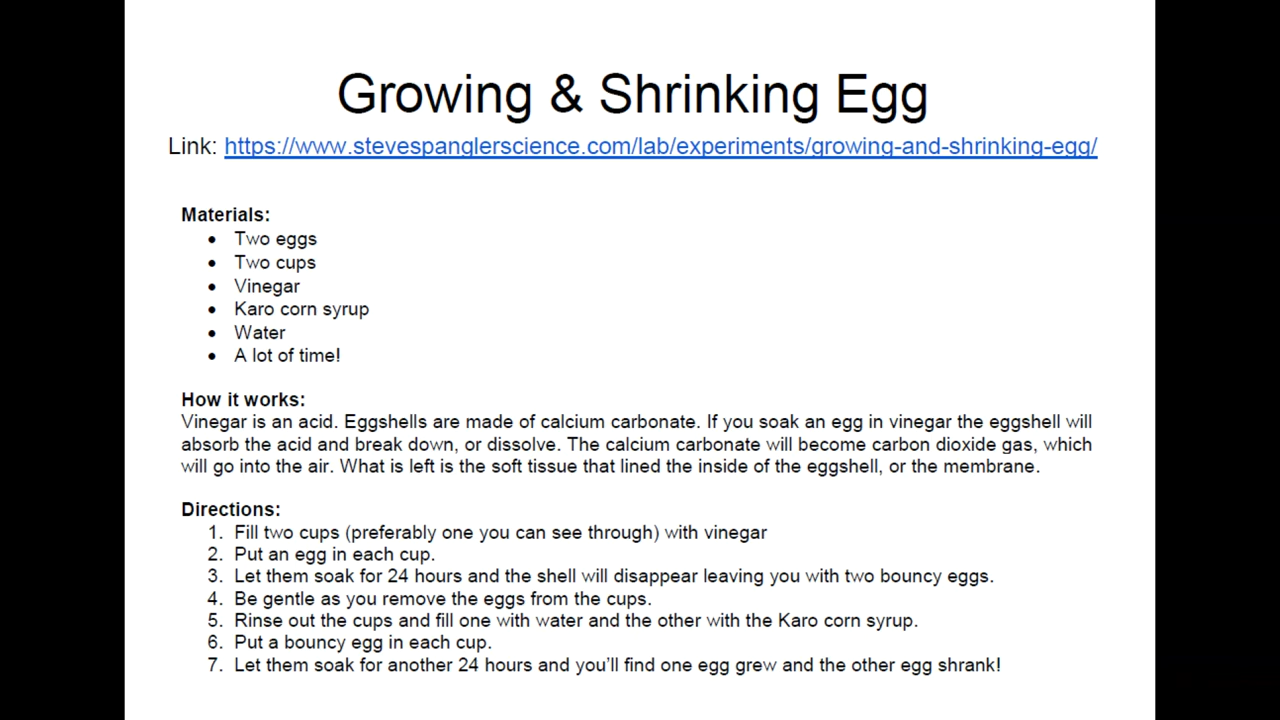 Growing & Shrinking Egg
Link: https://www.stevespanglerscience.com/lab/experiments/growing-and-shrinking-egg/
Materials:
• Two eggs
• Two cups
• Vinegar
• Karo corn syrup
• Water
• A lot of time!
How it works:
Vinegar is an acid. Eggshells are made of calcium carbonate. If you soak an egg in vinegar the eggshell will
absorb the acid and break down, or dissolve. The calcium carbonate will become carbon dioxide gas, which
will go into the air. What is left is the soft tissue that lined the inside of the eggshell, or the membrane.
Directions:
1. Fill two cups (preferably one you can see through) with vinegar
2. Put an egg in each cup.
3. Let them soak for 24 hours and the shell will disappear leaving you with two bouncy eggs.
4. Be gentle as you remove the eggs from the cups.
5. Rinse out the cups and fill one with water and the other with the Karo corn syrup.
6. Put a bouncy egg in each cup.
7. Let them soak for another 24 hours and you’ll find one egg grew and the other egg shrank!